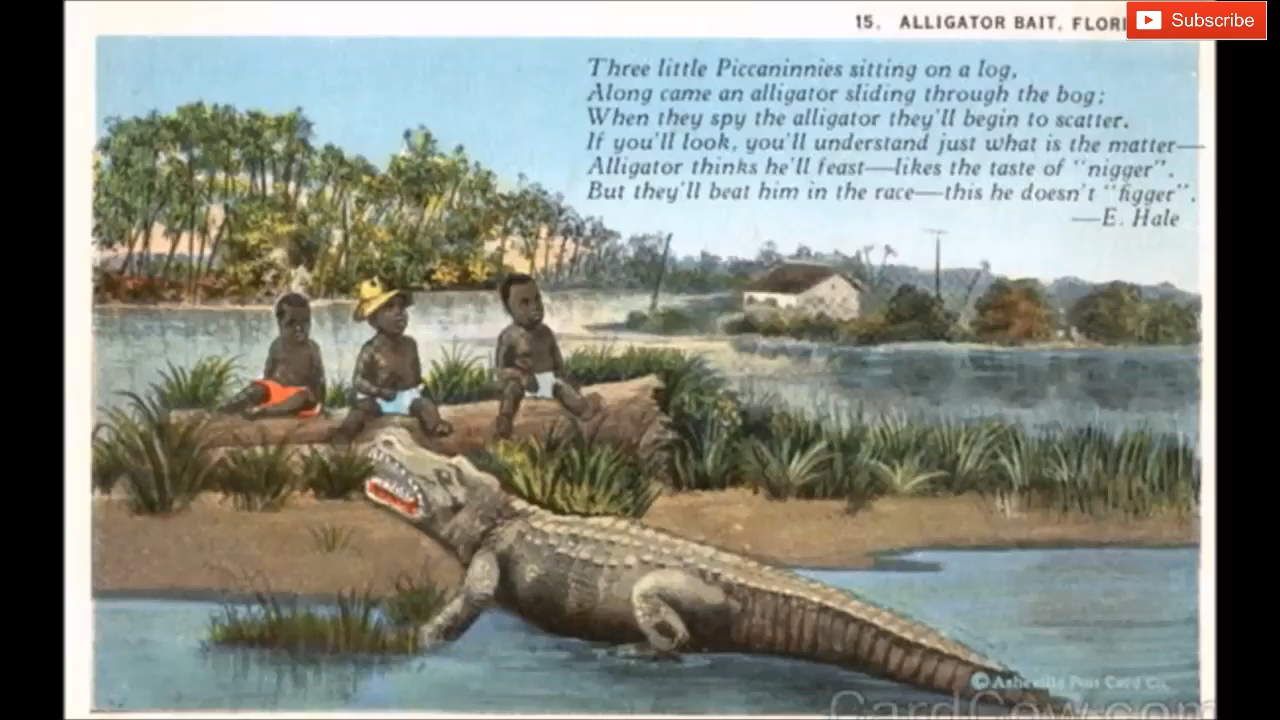 15. ALLIGATOR BAIT, FLORI
Subscribe
Three little Piccaninnies sitting on a log,
Along came an alligator sliding through the bog;
When they spy the alligator they'll begin to scatter.
If you'll look, you'll understand just what is the matter—
Alligator thinks he'll feast—likes the taste of "nigger".
But they'll beat him in the race—this he doesn't "figger".
—E. Hale
© Asheville Post Card Co.
CardCow.com